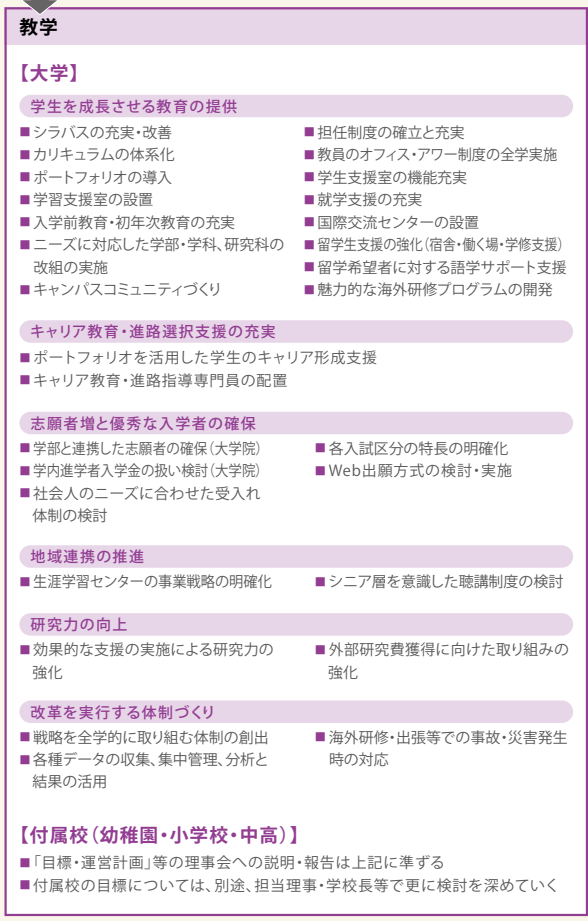 教学
【大学】
学生を成長させる教育の提供
■シラバスの充実・改善
■カリキュラムの体系化
■ポートフォリオの導入
■学習支援室の設置
■入学前教育・初年次教育の充実
■ニーズに対応した学部・学科、研究科の
改組の実施
■キャンパスコミュニティづくり
■担任制度の確立と充実
■教員のオフィス・アワー制度の全学実施
■学生支援室の機能充実
■就学支援の充実
■国際交流センターの設置
■留学生支援の強化(宿舎・働く場・学修支援)
■留学希望者に対する語学サポート支援
■魅力的な海外研修プログラムの開発
キャリア教育・進路選択支援の充実
■ポートフォリオを活用した学生のキャリア形成支援
■キャリア教育・進路指導専門員の配置
志願者増と優秀な入学者の確保
■学部と連携した志願者の確保(大学院)
■学内進学者入学金の扱い検討(大学院)
■社会人のニーズに合わせた受入れ
体制の検討
■各入試区分の特長の明確化
■Web出願方式の検討・実施
地域連携の推進
■生涯学習センターの事業戦略の明確化
■シニア層を意識した聴講制度の検討
研究力の向上
■効果的な支援の実施による研究力の
強化
■外部研究費獲得に向けた取り組みの
強化
改革を実行する体制づくり
■戦略を全学的に取り組む体制の創出
■各種データの収集、集中管理、分析と
結果の活用
■海外研修・出張等での事故・災害発生
時の対応
【付属校(幼稚園・小学校・中高)】
■「目標・運営計画」等の理事会への説明・報告は上記に準ずる
■付属校の目標については、別途、担当理事・学校長等で更に検討を深めていく